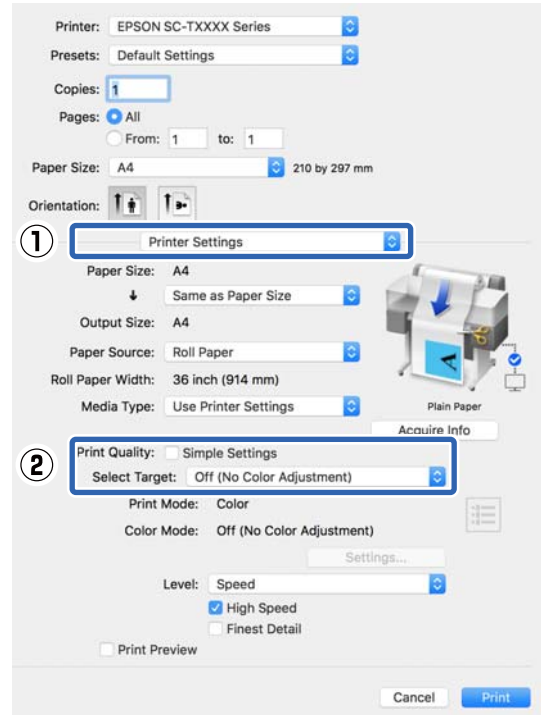 Printer: EPSON SC-TXXXX Series
Presets: Default Settings
Copies: 1
Pages: All
From: 1 to: 1
Paper Size: A4 210 by 297 mm
Orientation:
1 Printer Settings
Paper Size: A4
Same as Paper Size
Output Size: A4
Paper Source: Roll Paper
Roll Paper Width: 36 inch (914 mm)
Media Type: Use Printer Settings
Plain Paper
Acquire Info
2 Print Quality: Simple Settings
Select Target: Off (No Color Adjustment)
Print Mode: Color
Color Mode: Off (No Color Adjustment)
Settings...
Level: Speed
High Speed
Finest Detail
Print Preview
Cancel Print